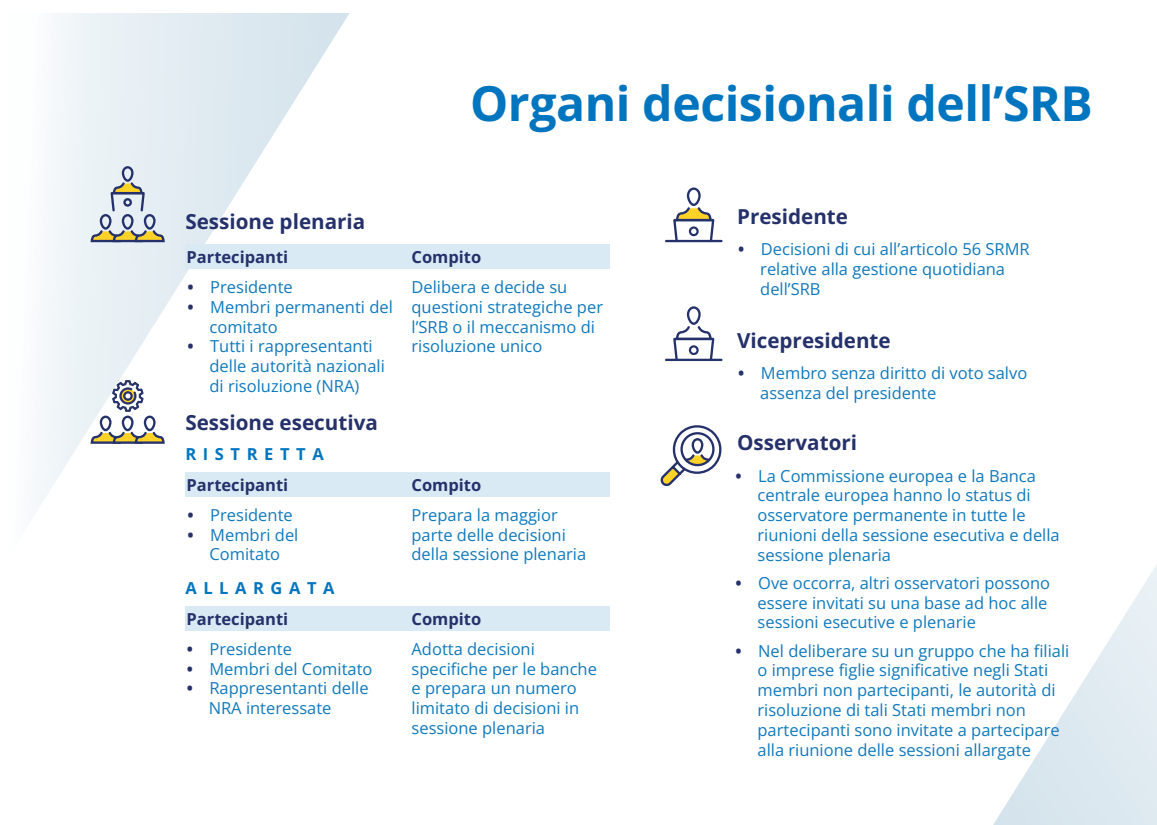 Organi decisionali dell’SRB
Sessione plenaria
Partecipanti Compito
• Presidente
• Membri permanenti del
comitato
• Tutti i rappresentanti
delle autorità nazionali
di risoluzione (NRA)
Delibera e decide su
questioni strategiche per
l’SRB o il meccanismo di
risoluzione unico
Sessione esecutiva
RISTRETTA
Partecipanti Compito
• Presidente
• Membri del
Comitato
Prepara la maggior
parte delle decisioni
della sessione plenaria
ALLARGATA
Partecipanti Compito
• Presidente
• Membri del Comitato
• Rappresentanti delle
NRA interessate
Adotta decisioni
specifiche per le banche
e prepara un numero
limitato di decisioni in
sessione plenaria
Presidente
• Decisioni di cui all’articolo 56 SRMR
relative alla gestione quotidiana
dell’SRB
Vicepresidente
• Membro senza diritto di voto salvo
assenza del presidente
Osservatori
• La Commissione europea e la Banca
centrale europea hanno lo status di
osservatore permanente in tutte le
riunioni della sessione esecutiva e della
sessione plenaria
• Ove occorra, altri osservatori possono
essere invitati su una base ad hoc alle
sessioni esecutive e plenarie
• Nel deliberare su un gruppo che ha filiali
o imprese figlie significative negli Stati
membri non partecipanti, le autorità di
risoluzione di tali Stati membri non
partecipanti sono invitate a partecipare
alla riunione delle sessioni allargate